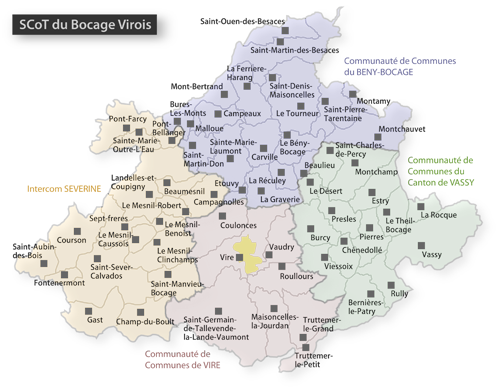 SCoT du Bocage Virois
Saint-Ouen-des-Besaces
Saint-Martin-des-Besaces
Communauté de Communes
du BENY-BOCAGE
La Ferriere-
Harang
Mont-Bertrand
Saint-Denis-
Maisoncelles
Bures-
Les-Monts
Campeaux
Le Tourneur
Saint-Pierre-
Tarentaine
Montamy
Pont-Farcy
Pont-
Bellanger
Malloue
Montchauvet
Sainte-Marie-
Outre-L'Eau
Sainte-Marie-
Laumont
Le Bény-
Bocage
Saint-Charles-
de-Percy
Saint-
Martin-Don
Carville
Beaulieu
Montchamp
Communauté de
Communes du
Canton de VASSY
Landelles-et-
Coupigny
La Réculey
Intercom SEVERINE
Beaumesnil
Etouvy
Le Désert
Campagnolles
La Graverie
Estry
Le Mesnil-Robert
Sept-freres
Le Mesnil-
Benoist
Coulonces
Presles
Le Theil-
Bocage
La Rocque
Courson
Le Mesnil-
Caussois
Burcy
Pierres
Saint-Aubin-
des-Bois
Le Mesnil-
Clinchamps
Vaudry
Chênedollé
Vassy
Vire
Viessoix
Saint-Sever-
Calvados
Roullours
Fontenermont
Saint-Manvieu-
Bocage
Rully
Bernières-
le-Patry
Gast
Champ-du-Boult
Saint-Germain-
de-Tallevende-
la-Lande-Vaumont
Maisoncelles-
la-Jourdan
Truttemer-
le-Grand
Communauté de
Communes de VIRE
Truttemer-
le-Petit